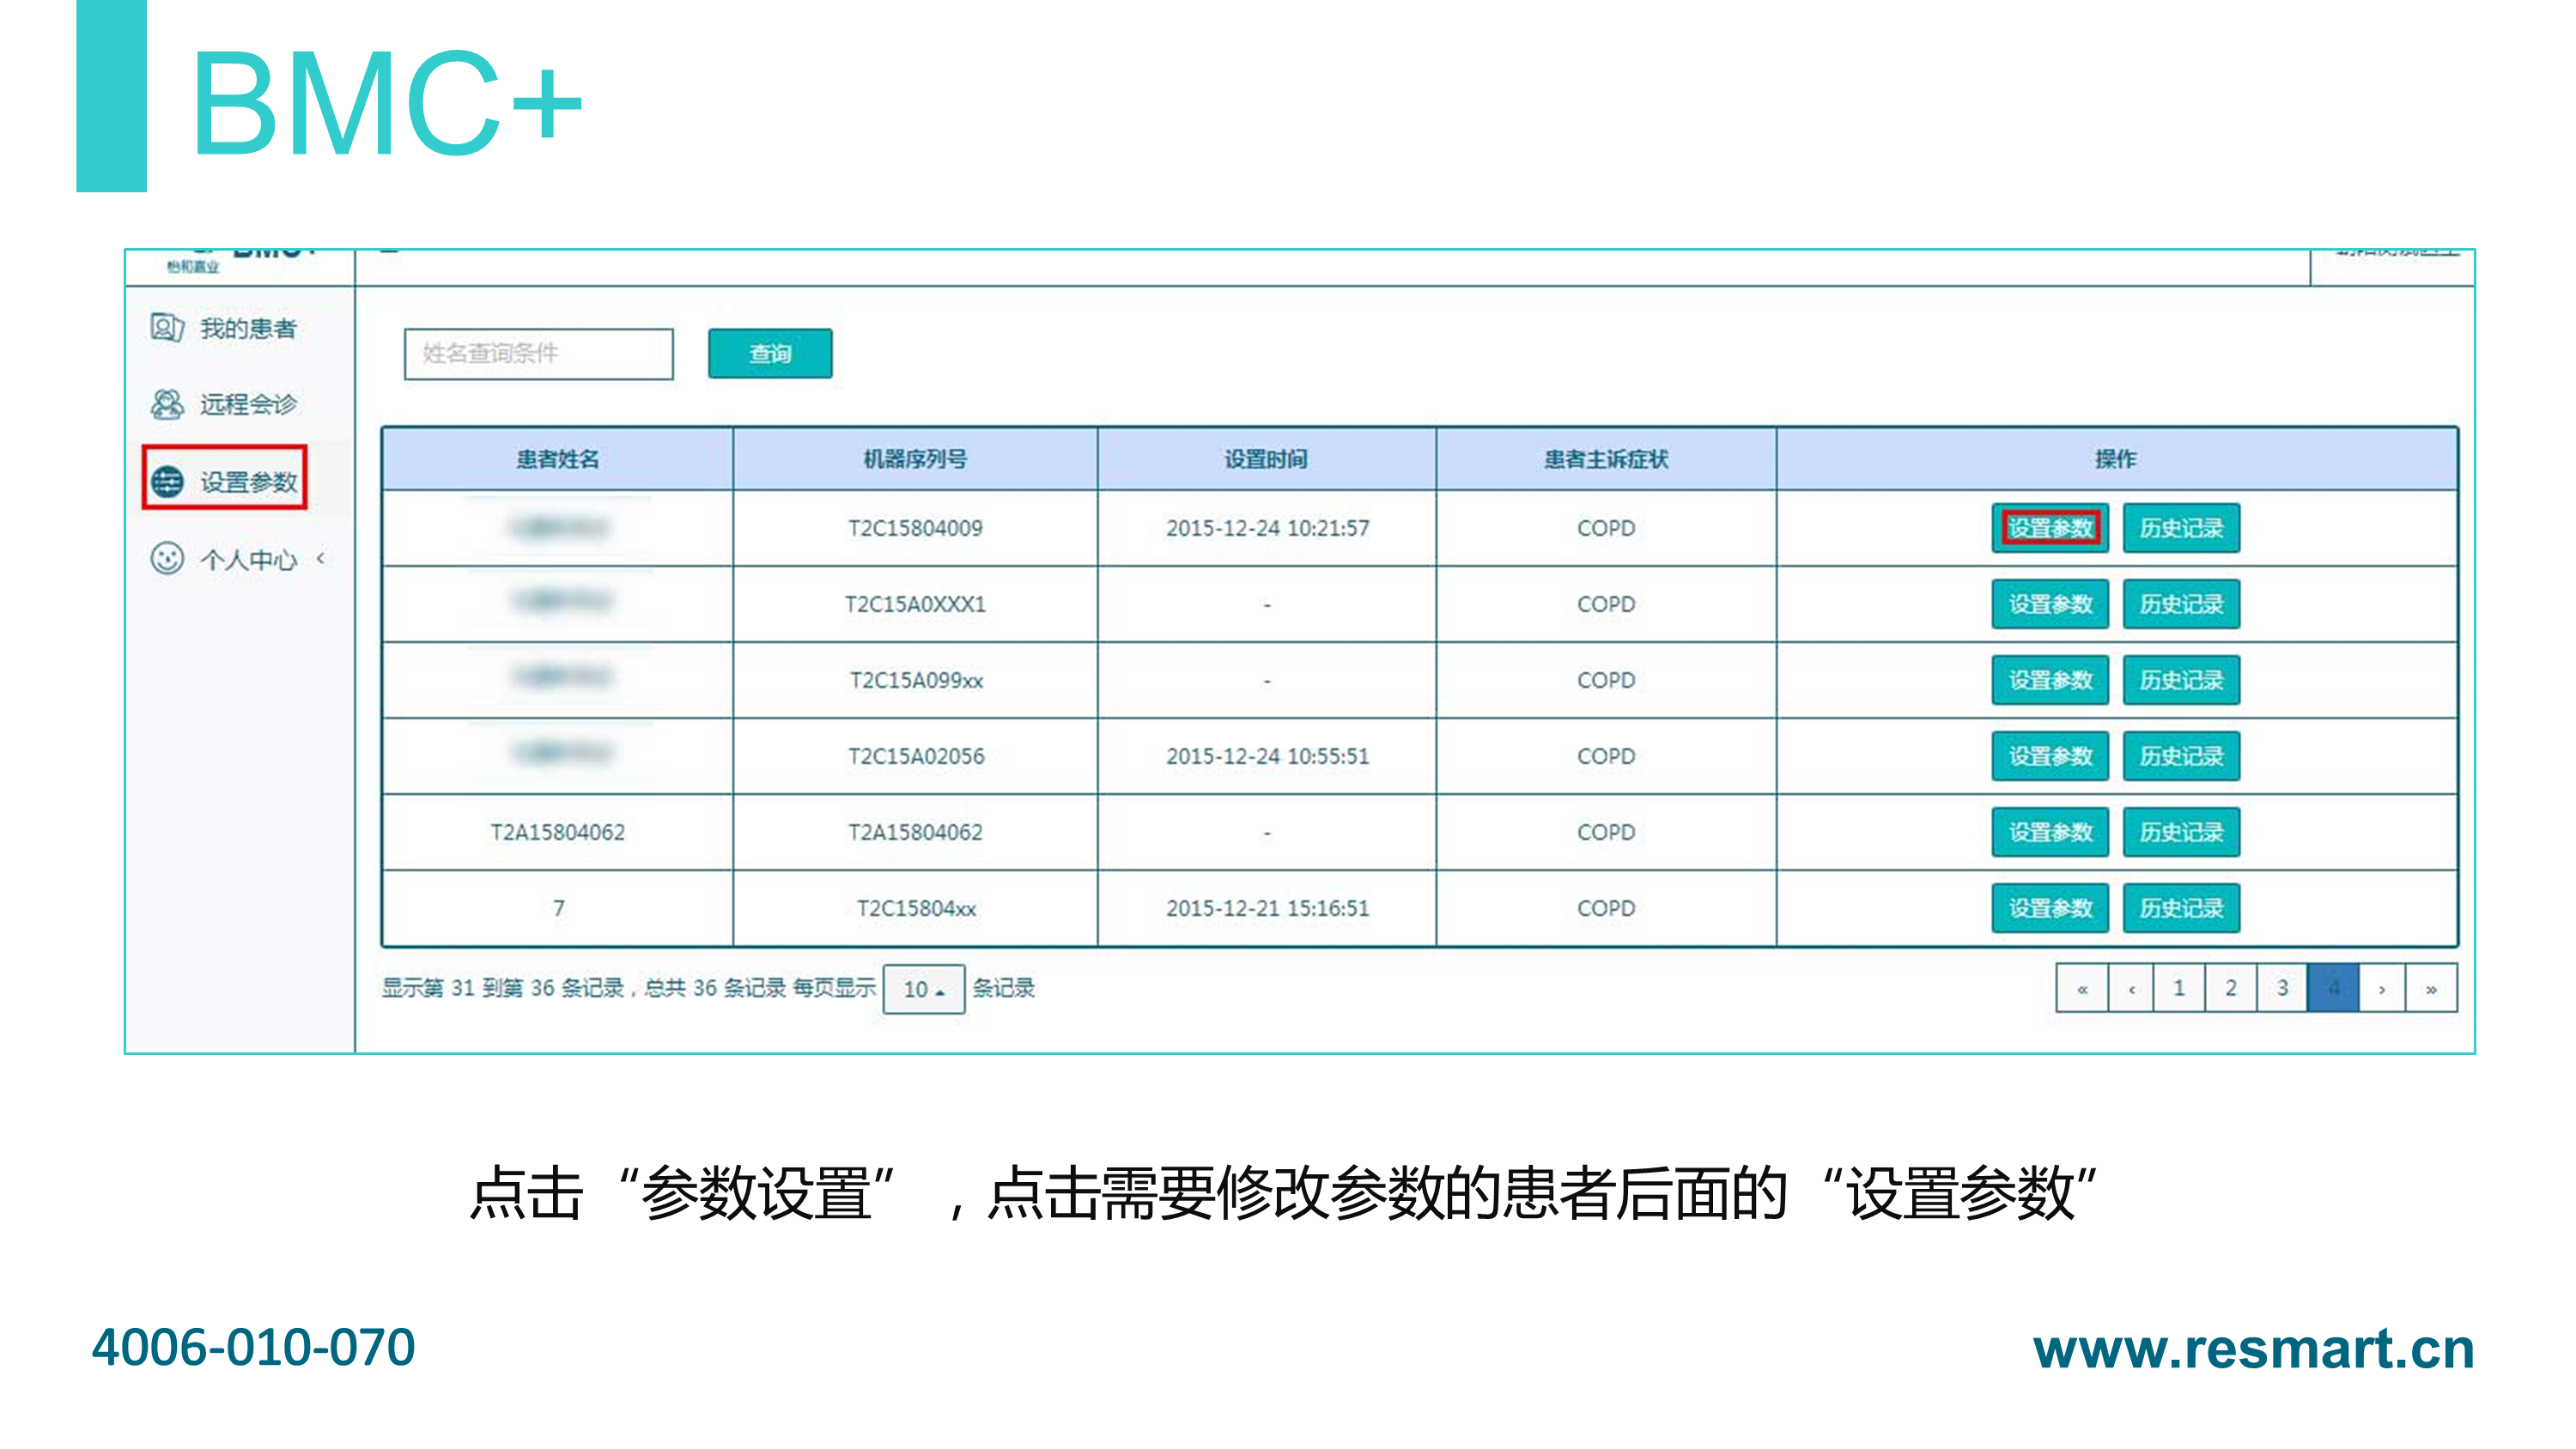 BMC+
怡和嘉业
我的患者
远程会诊
设置参数
个人中心 ‹
姓名查询条件 查询
患者姓名 机器序列号 设置时间 患者主诉症状 操作
T2C15804009 2015-12-24 10:21:57 COPD 设置参数 历史记录
T2C15A0XXX1 - COPD 设置参数 历史记录
T2C15A099xx - COPD 设置参数 历史记录
T2C15A02056 2015-12-24 10:55:51 COPD 设置参数 历史记录
T2A15804062 T2A15804062 - COPD 设置参数 历史记录
7 T2C15804xx 2015-12-21 15:16:51 COPD 设置参数 历史记录
显示第 31 到第 36 条记录，总共 36 条记录 每页显示 10 条记录 « ‹ 1 2 3 4 › »
点击“参数设置”，点击需要修改参数的患者后面的“设置参数”
4006-010-070 www.resmart.cn